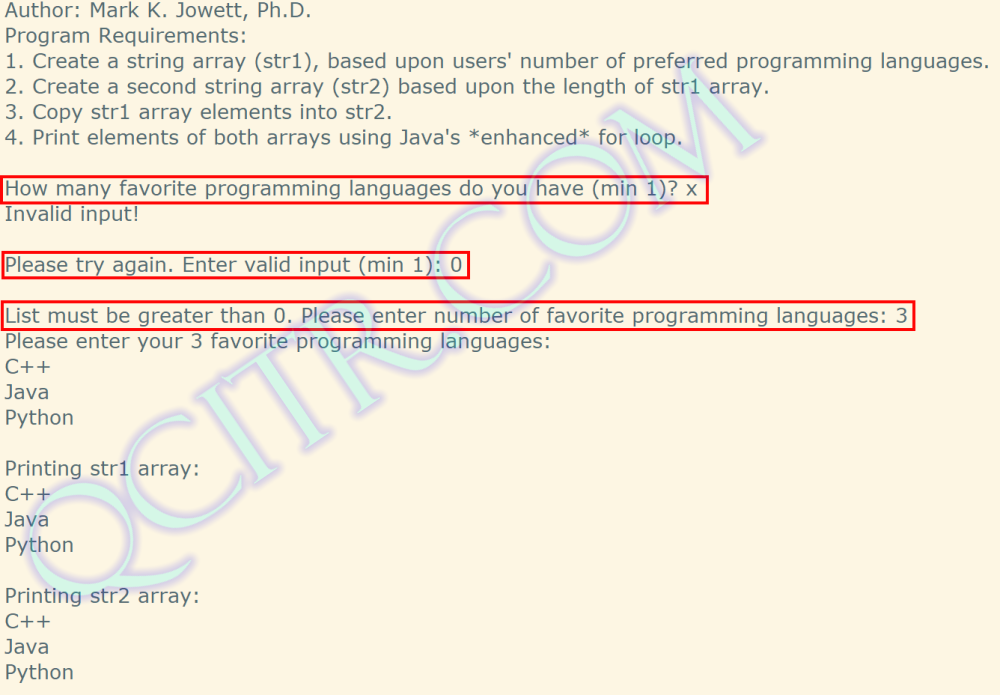 Author: Mark K. Jowett, Ph.D.
Program Requirements:
1. Create a string array (str1), based upon users' number of preferred programming languages.
2. Create a second string array (str2) based upon the length of str1 array.
3. Copy str1 array elements into str2.
4. Print elements of both arrays using Java's *enhanced* for loop.
How many favorite programming languages do you have (min 1)? x
Invalid input!
Please try again. Enter valid input (min 1): 0
List must be greater than 0. Please enter number of favorite programming languages: 3
Please enter your 3 favorite programming languages:
C++
Java
Python
Printing str1 array:
C++
Java
Python
Printing str2 array:
C++
Java
Python
QCITR.COM